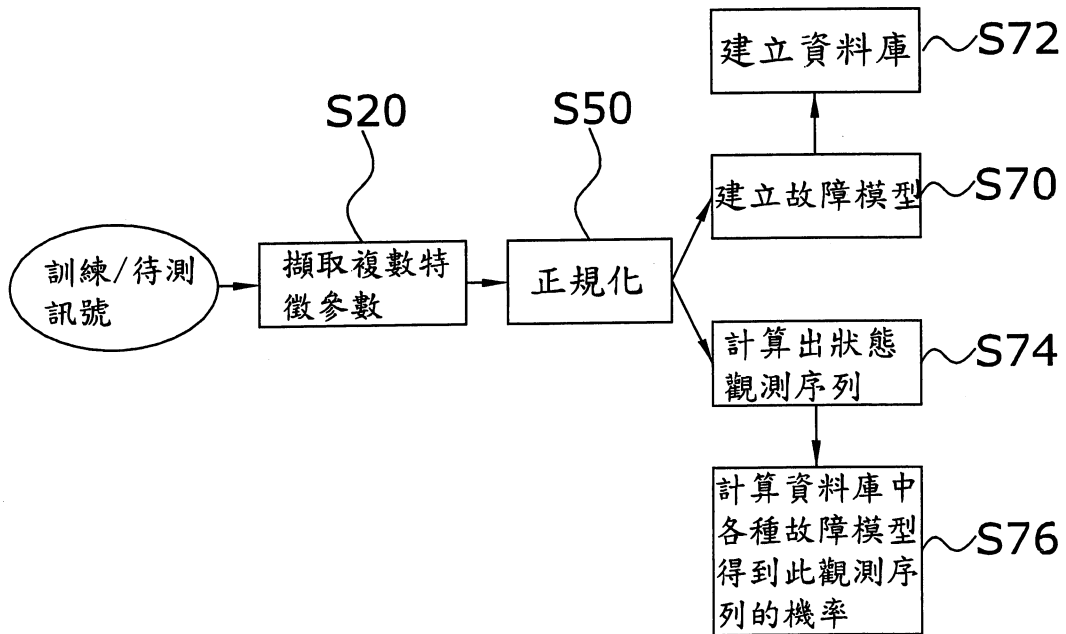 建立資料庫
S72
S20
S50
建立故障模型
S70
訓練/待測
訊號
擷取複數特
徵參數
正規化
計算出狀態
觀測序列
S74
計算資料庫中
各種故障模型
得到此觀測序
列的機率
S76